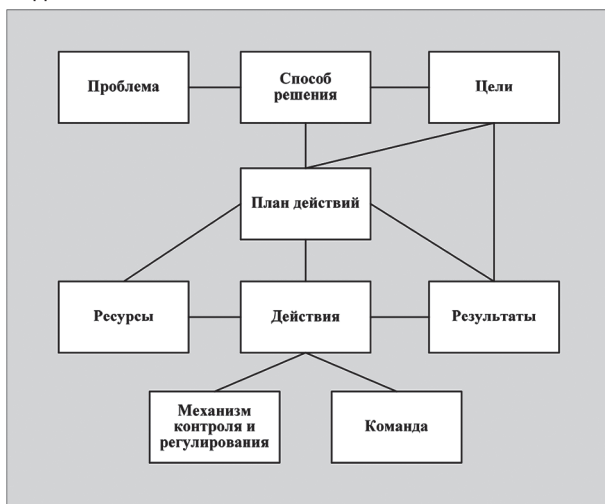 Проблема
Способ
решения
Цели
План действий
Ресурсы
Действия
Результаты
Механизм
контроля и
регулирования
Команда